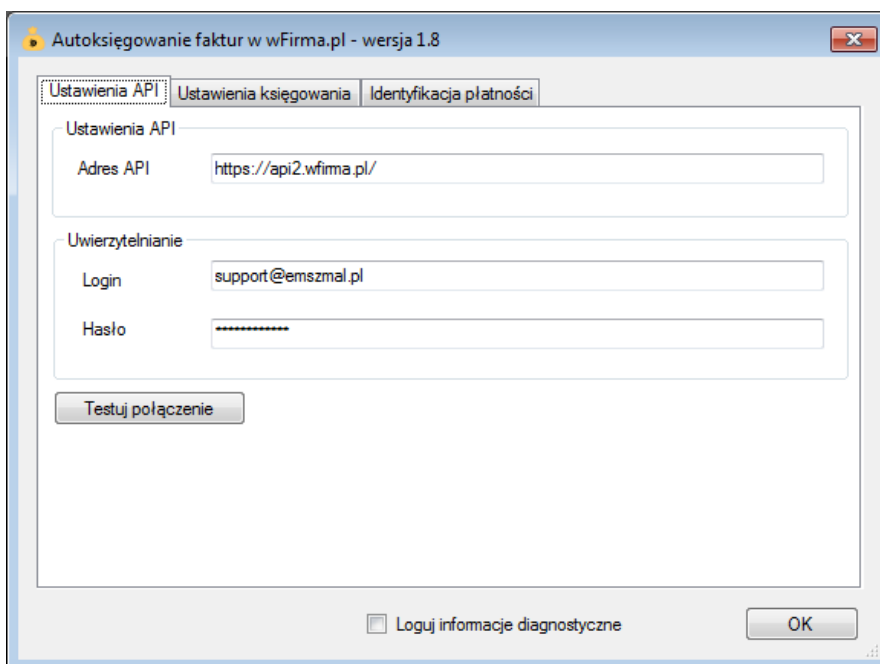 Autoksięgowanie faktur w wFirma.pl - wersja 1.8
Ustawienia API Ustawienia księgowania Identyfikacja płatności
Ustawienia API
Adres API https://api2.wfirma.pl/
Uwierzytelnianie
Login support@emszmal.pl
Hasło ************
Testuj połączenie
Loguj informacje diagnostyczne OK